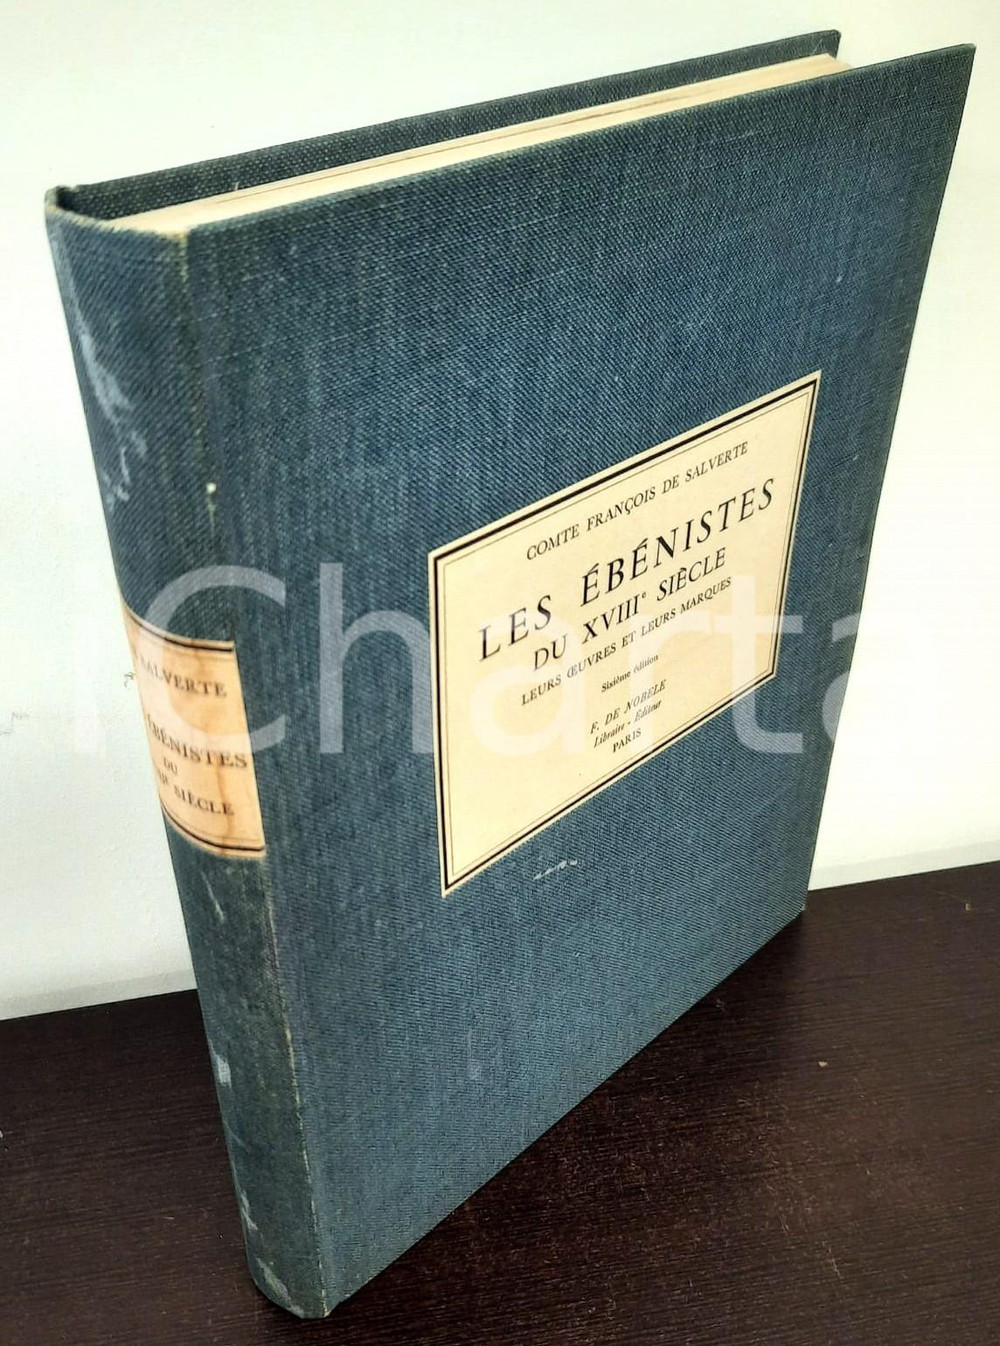 COMTE FRANÇOIS DE SALVERTE
LES ÉBÉNISTES
DU XVIIIe SIÈCLE
LEURS ŒUVRES ET LEURS MARQUES
Sixième édition
F. DE NOBELE
Libraire - Éditeur
PARIS
SALVERTE
ÉBÉNISTES
DU
SIÈCLE
Charta